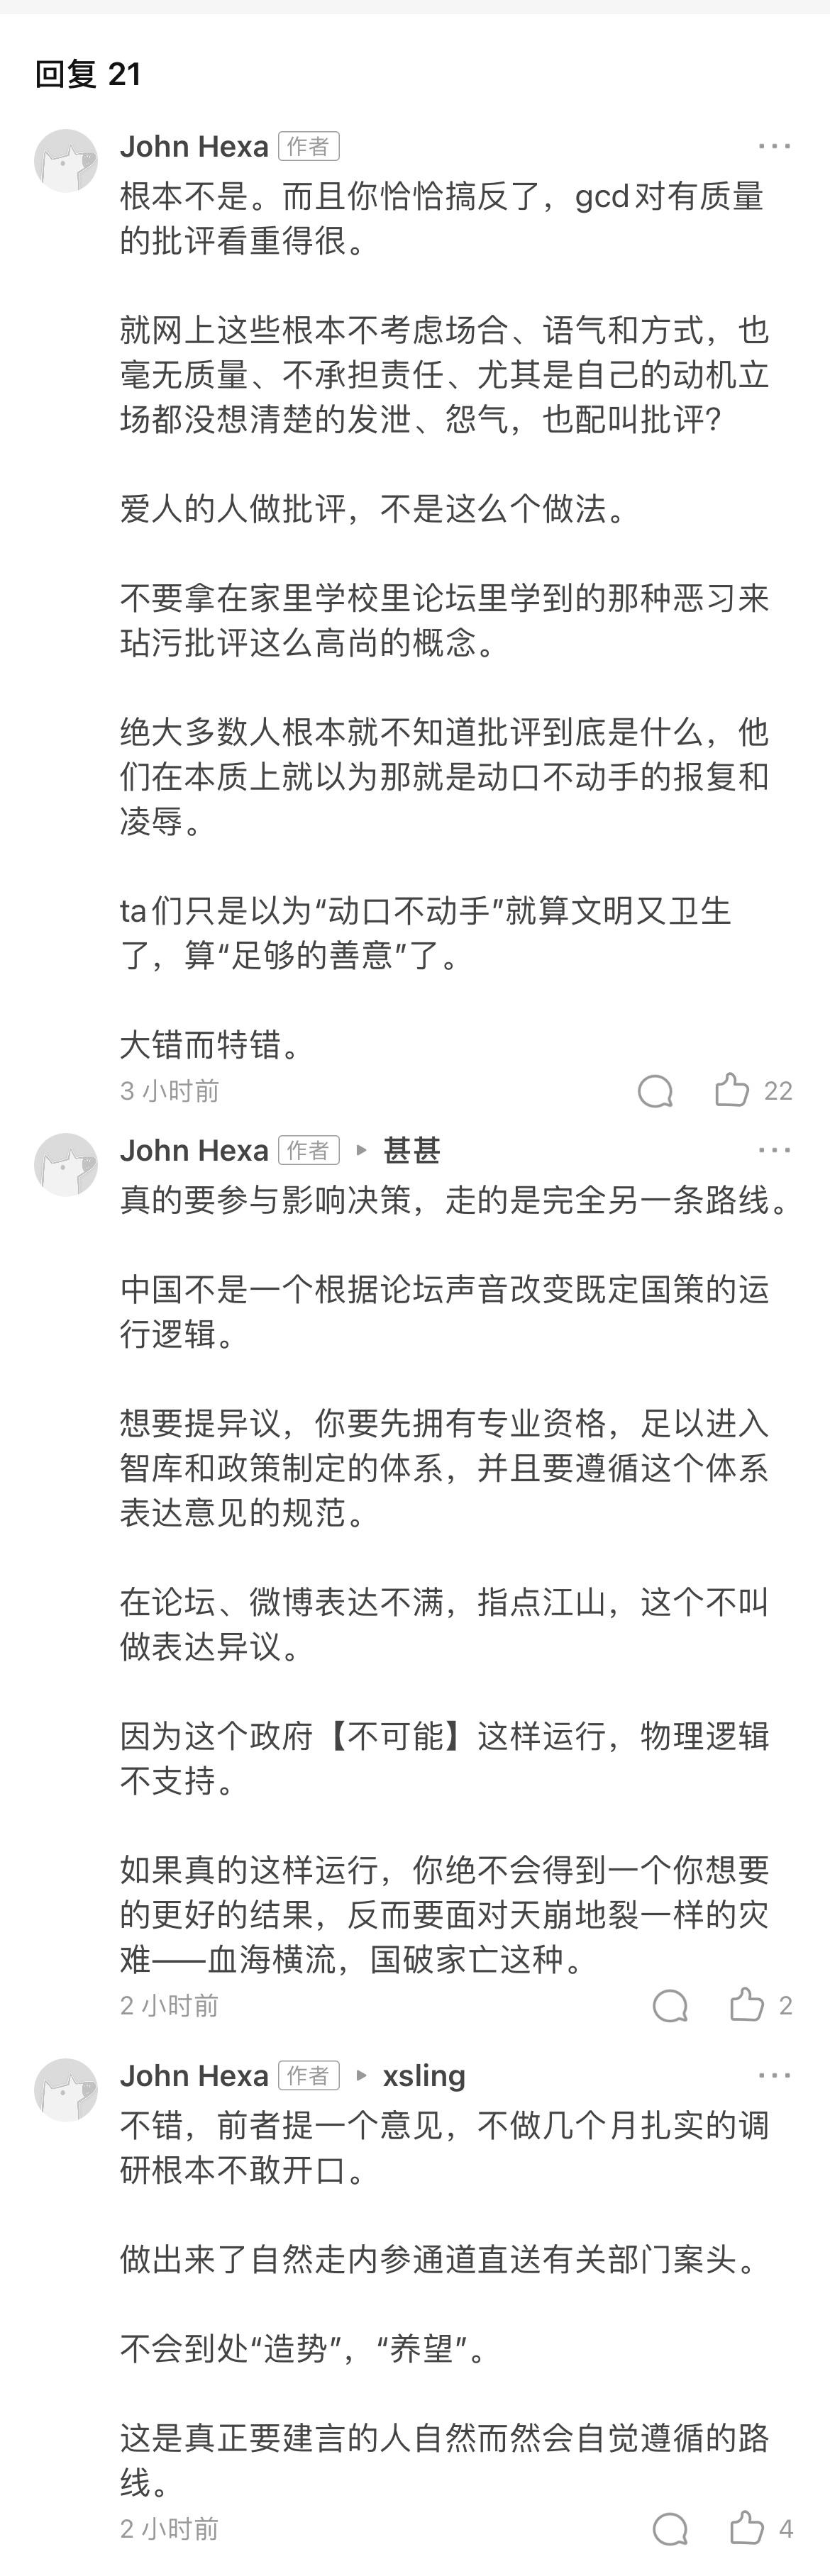 回复 21
John Hexa 作者
根本不是。而且你恰恰搞反了，gcd对有质量
的批评看重得很。
就网上这些根本不考虑场合、语气和方式，也
毫无质量、不承担责任、尤其是自己的动机立
场都没想清楚的发泄、怨气，也配叫批评？
爱人的人做批评，不是这么个做法。
不要拿在家里学校里论坛里学到的那种恶习来
玷污批评这么高尚的概念。
绝大多数人根本就不知道批评到底是什么，他
们在本质上就以为那就是动口不动手的报复和
凌辱。
ta们只是以为“动口不动手”就算文明又卫生
了，算“足够的善意”了。
大错而特错。
3 小时前 22
John Hexa 作者 ▸ 甚甚
真的要参与影响决策，走的是完全另一条路线。
中国不是一个根据论坛声音改变既定国策的运
行逻辑。
想要提异议，你要先拥有专业资格，足以进入
智库和政策制定的体系，并且要遵循这个体系
表达意见的规范。
在论坛、微博表达不满，指点江山，这个不叫
做表达异议。
因为这个政府【不可能】这样运行，物理逻辑
不支持。
如果真的这样运行，你绝不会得到一个你想要
的更好的结果，反而要面对天崩地裂一样的灾
难——血海横流，国破家亡这种。
2 小时前 2
John Hexa 作者 ▸ xsling
不错，前者提一个意见，不做几个月扎实的调
研根本不敢开口。
做出来了自然走内参通道直送有关部门案头。
不会到处“造势”，“养望”。
这是真正要建言的人自然而然会自觉遵循的路
线。
2 小时前 4